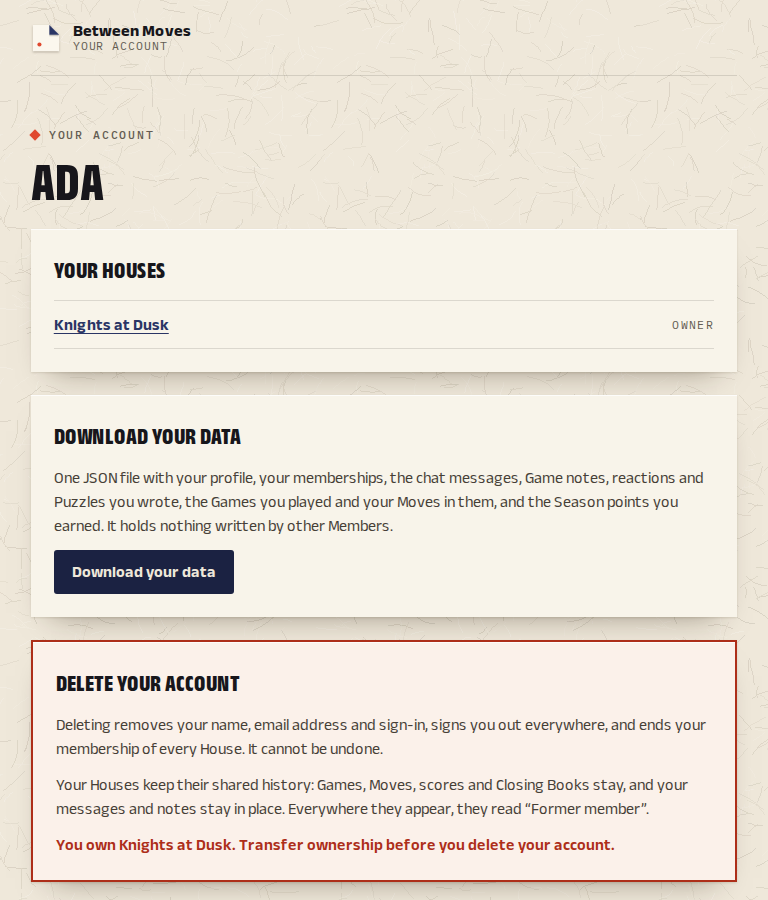 Between Moves
YOUR ACCOUNT
YOUR ACCOUNT
ADA
YOUR HOUSES
Knights at Dusk
OWNER
DOWNLOAD YOUR DATA
One JSON file with your profile, your memberships, the chat messages, Game notes, reactions and
Puzzles you wrote, the Games you played and your Moves in them, and the Season points you
earned. It holds nothing written by other Members.
Download your data
DELETE YOUR ACCOUNT
Deleting removes your name, email address and sign-in, signs you out everywhere, and ends your
membership of every House. It cannot be undone.
Your Houses keep their shared history: Games, Moves, scores and Closing Books stay, and your
messages and notes stay in place. Everywhere they appear, they read “Former member”.
You own Knights at Dusk. Transfer ownership before you delete your account.